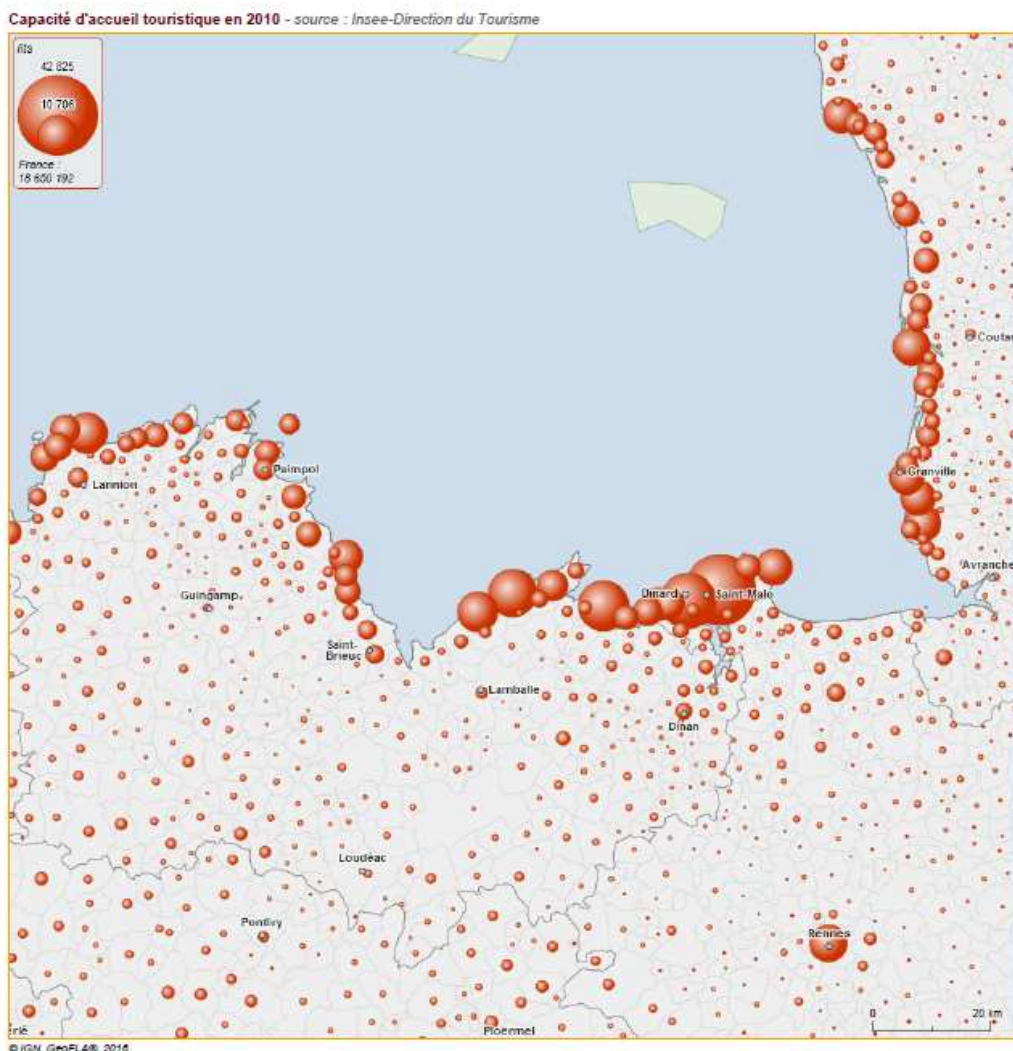 Capacité d'accueil touristique en 2010 - source : Insee-Direction du Tourisme
lits
42 825
10 706
France :
18 650 192
Coutan
Paimpol
Lannion
Granville
Avranche
Guingamp
Dinard
Saint-Malo
Saint-
Brieuc
Lamballe
Dinan
Loudéac
Pontivy
Rennes
Ploërmel
0
20 km
© IGN GeoFLA®, 2016